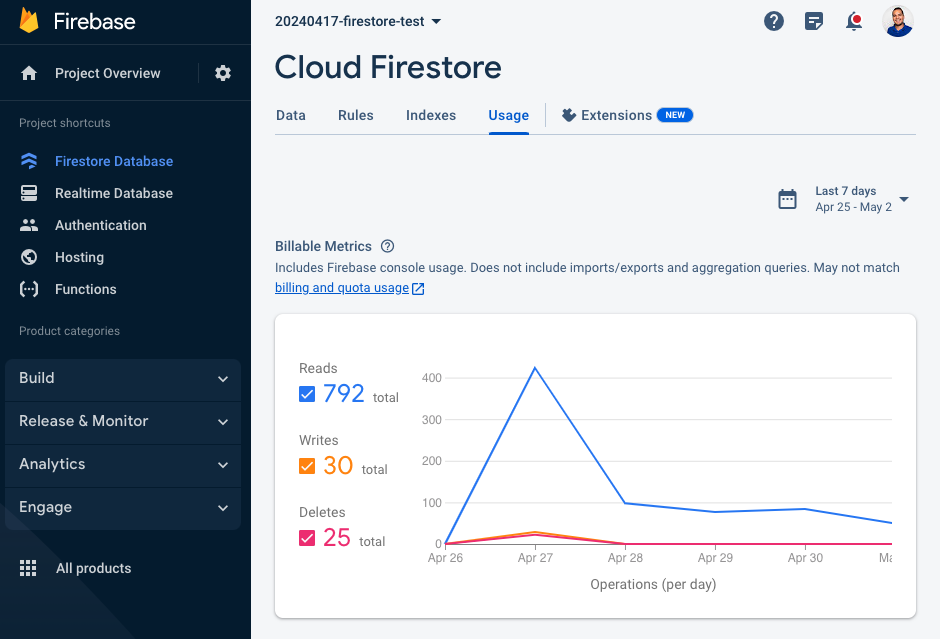 Firebase
Project Overview
Project shortcuts
Firestore Database
Realtime Database
Authentication
Hosting
Functions
Product categories
Build
Release & Monitor
Analytics
Engage
All products
20240417-firestore-test
Cloud Firestore
Data Rules Indexes Usage Extensions NEW
Last 7 days
Apr 25 - May 2
Billable Metrics
Includes Firebase console usage. Does not include imports/exports and aggregation queries. May not match
billing and quota usage
Reads
792 total
Writes
30 total
Deletes
25 total
400
300
200
100
0
Apr 26 Apr 27 Apr 28 Apr 29 Apr 30 Ma
Operations (per day)